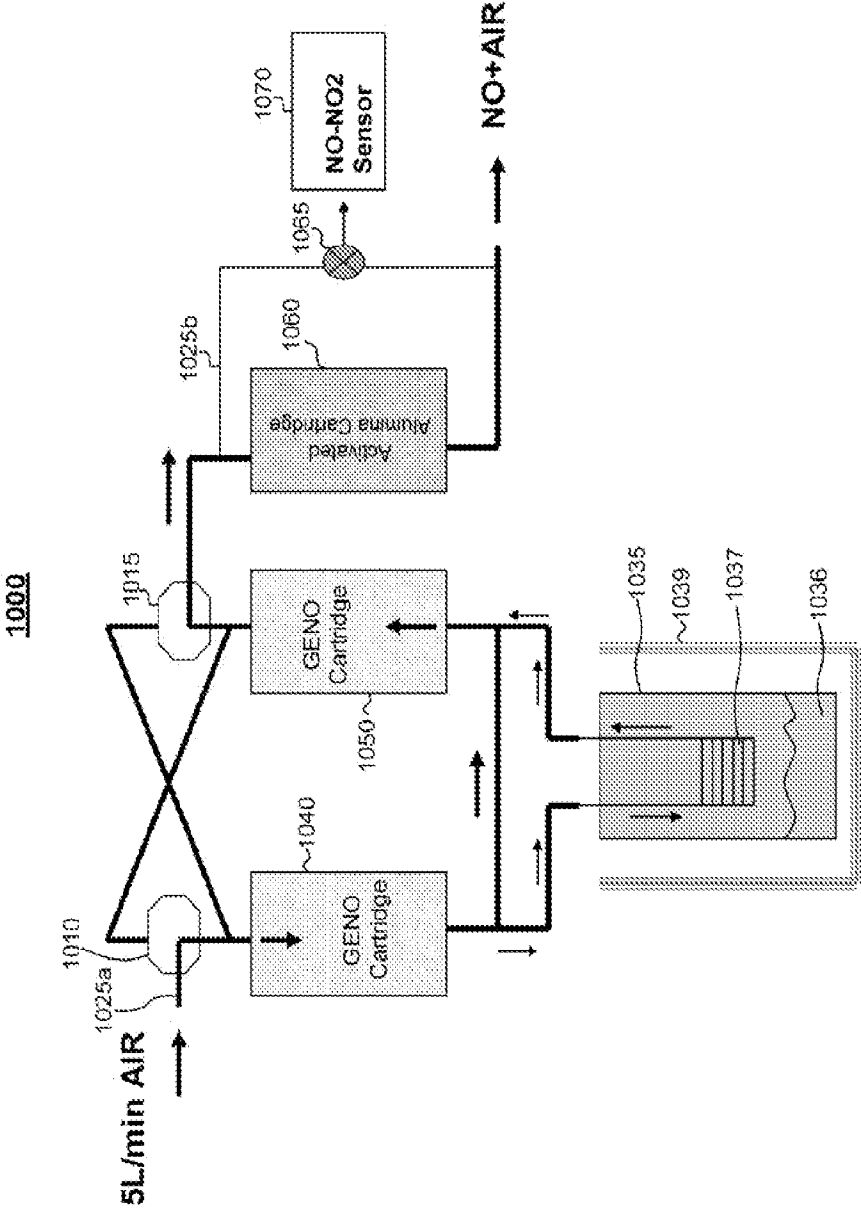 1000
5L/min AIR
1025a
1010
1015
1025b
1065
1070
NO-NO2
Sensor
1040
GENO
Cartridge
1050
GENO
Cartridge
1060
Activated
Alumina Cartridge
NO+AIR
1035
1039
1037
1036